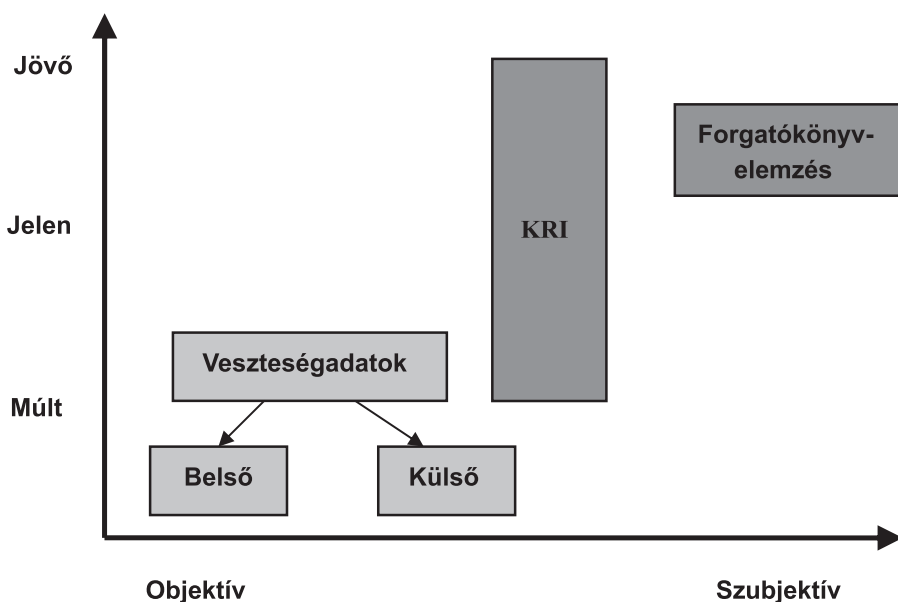 Jövő
Forgatókönyv-
elemzés
Jelen
KRI
Veszteségadatok
Múlt
Belső
Külső
Objektív
Szubjektív